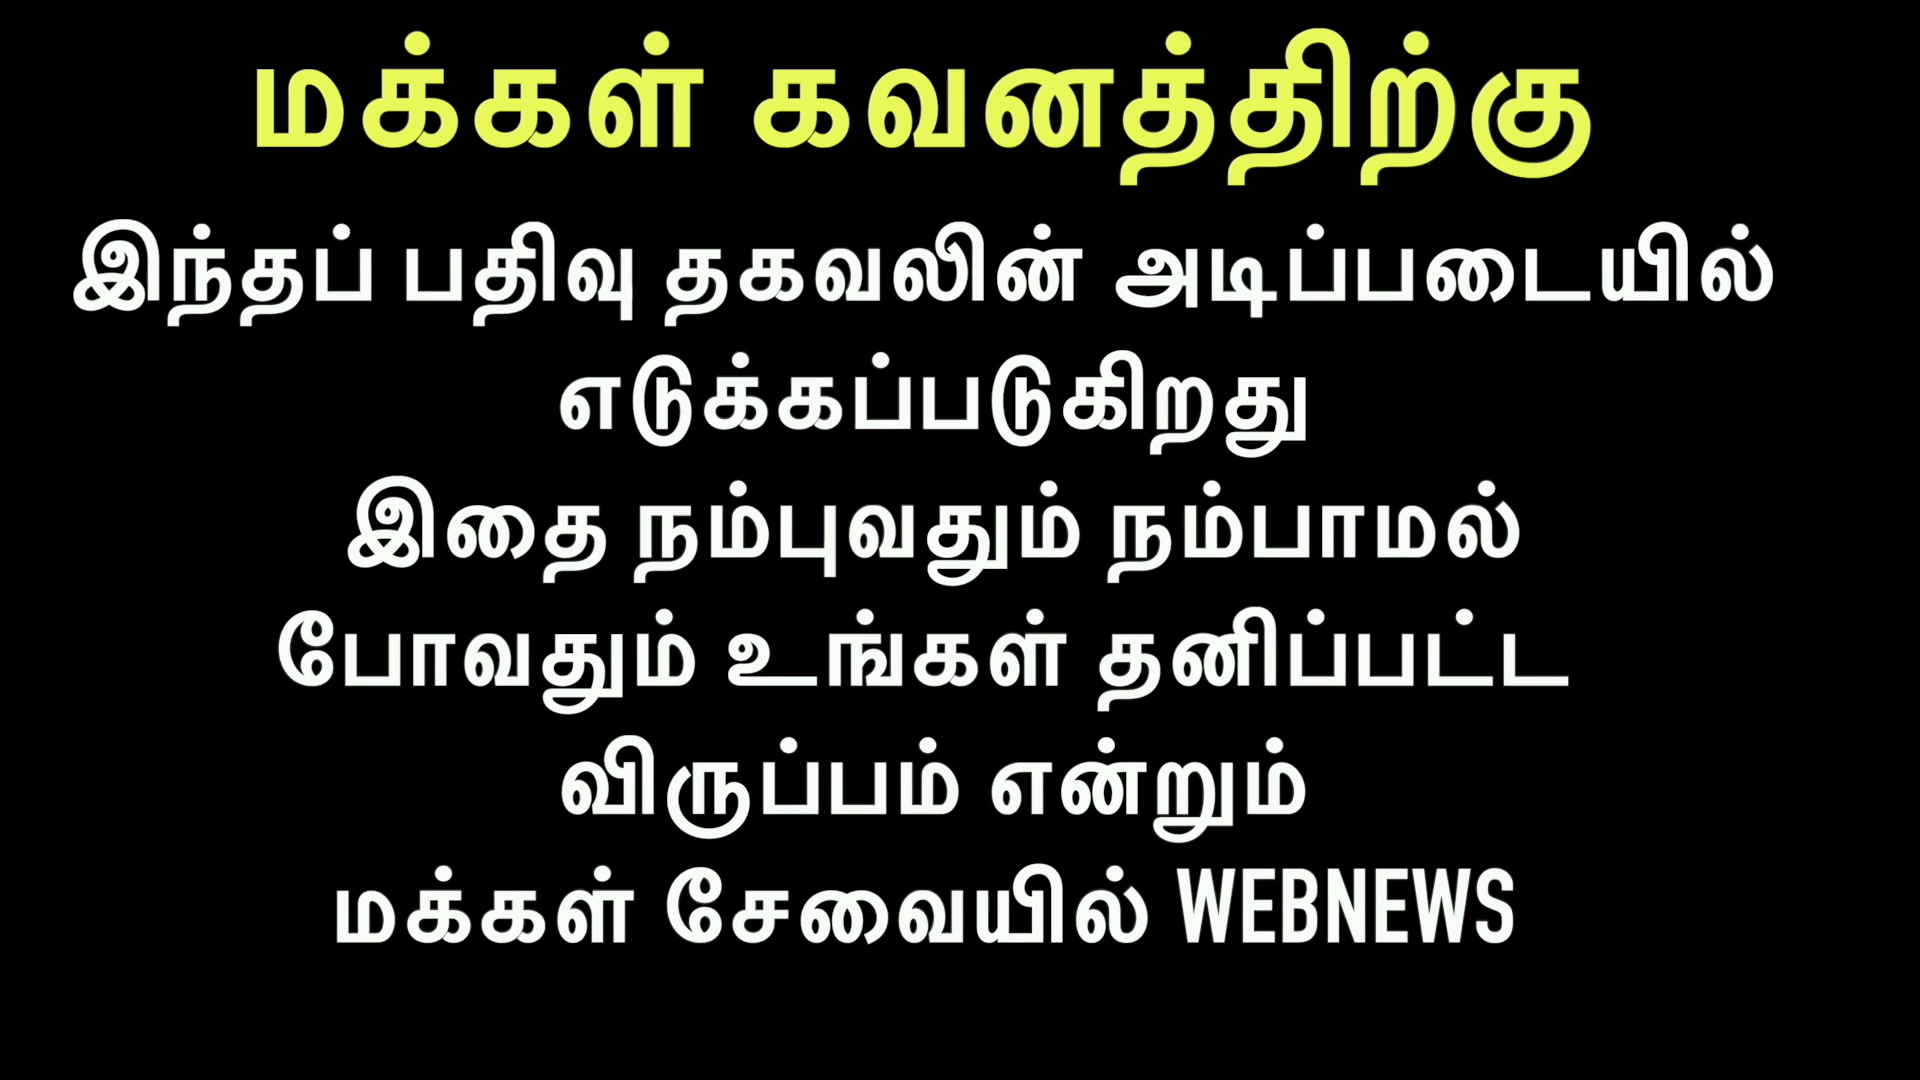 மக்கள் கவனத்திற்கு
இந்தப் பதிவு தகவலின் அடிப்படையில்
எடுக்கப்படுகிறது
இதை நம்புவதும் நம்பாமல்
போவதும் உங்கள் தனிப்பட்ட
விருப்பம் என்றும்
மக்கள் சேவையில் WEBNEWS